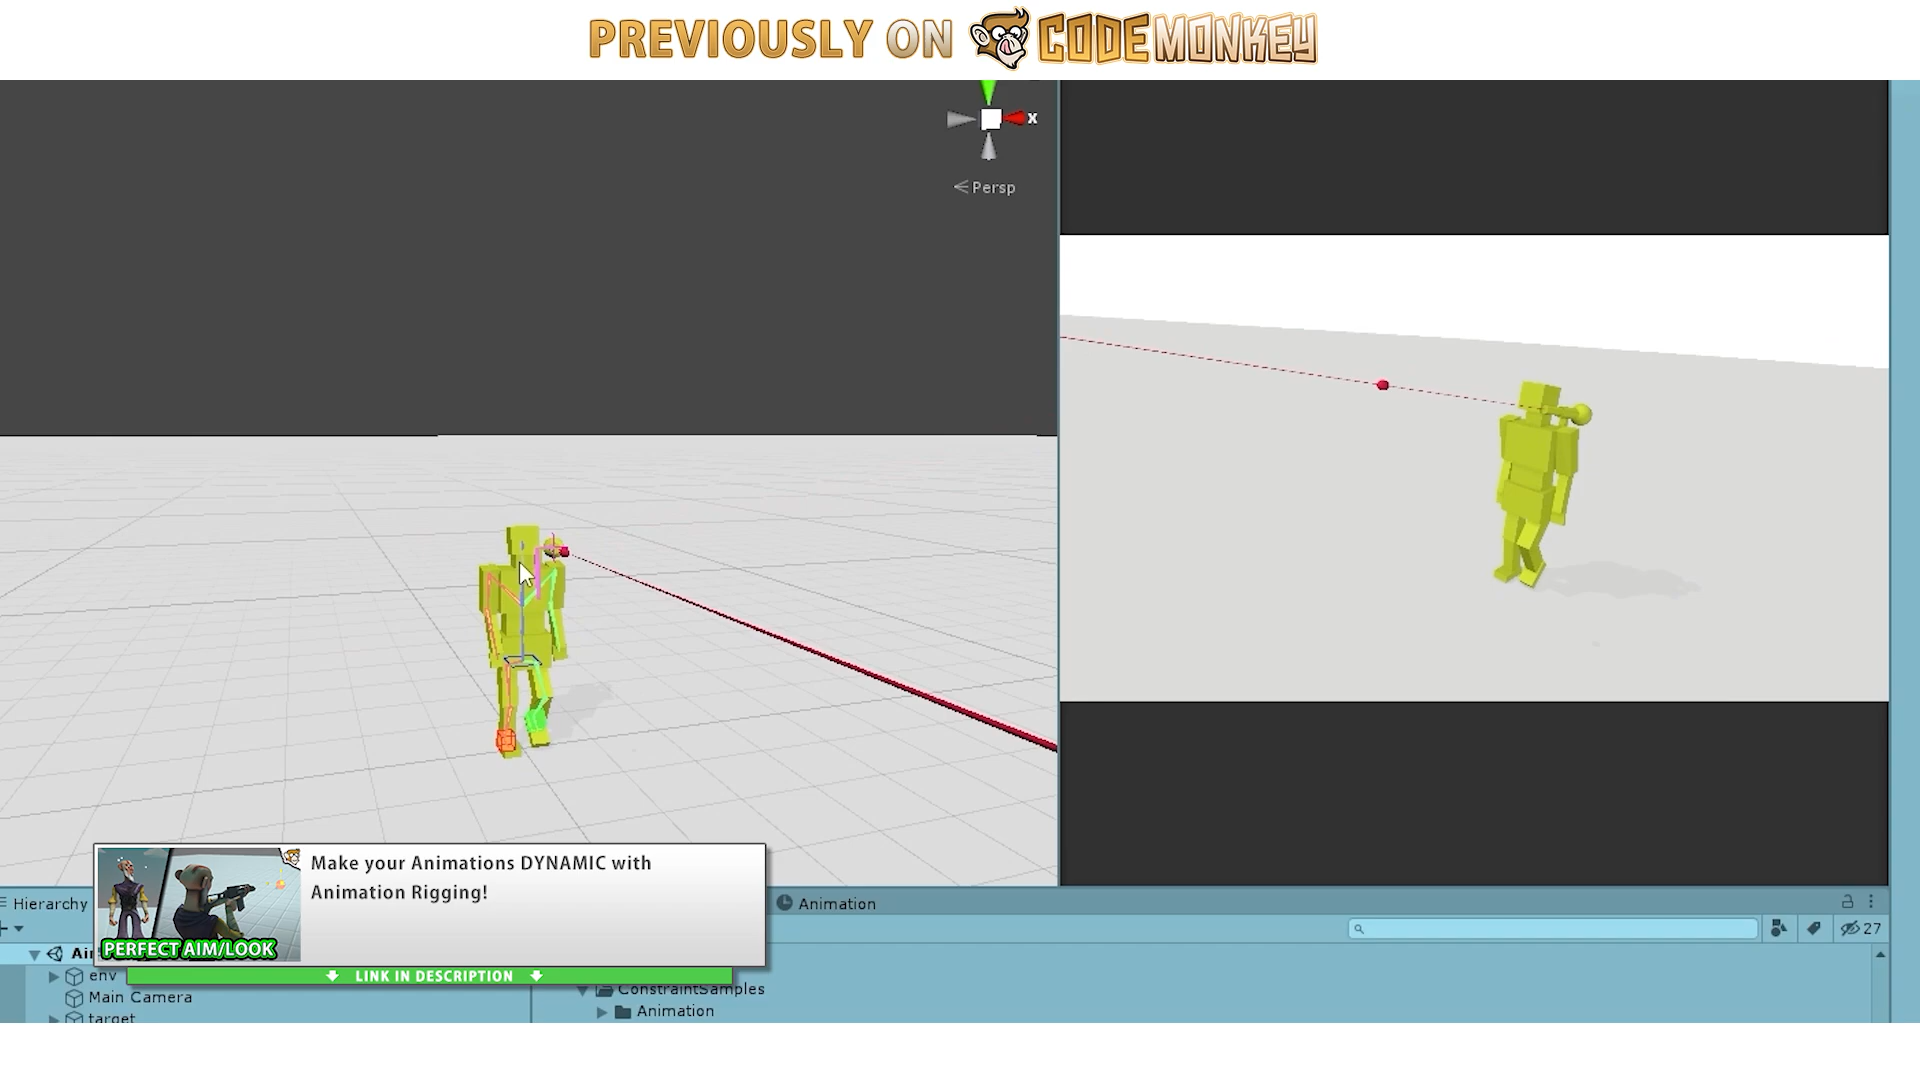 PREVIOUSLY ON CODEMONKEY
X
Persp
Make your Animations DYNAMIC with
Animation Rigging!
PERFECT AIM/LOOK
LINK IN DESCRIPTION
Hierarchy
env
Main Camera
target
Animation
27
ConstraintSamples
Animation